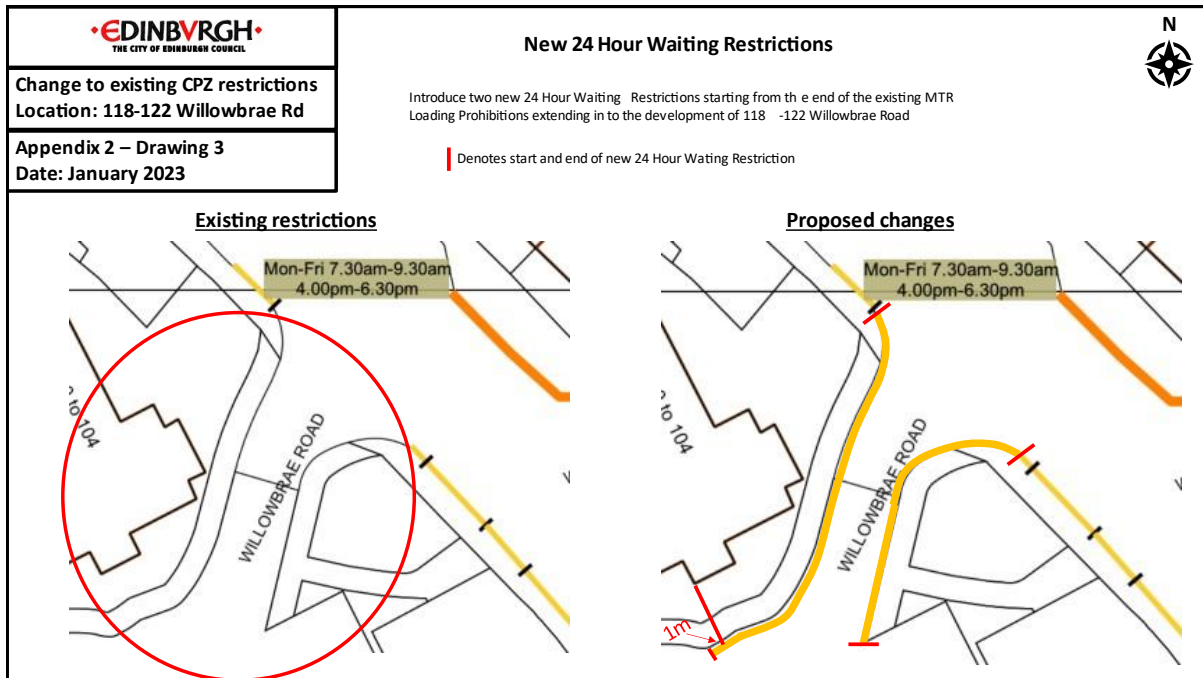 ·EDINBVRGH·
THE CITY OF EDINBURGH COUNCIL
Change to existing CPZ restrictions
Location: 118-122 Willowbrae Rd
Appendix 2 – Drawing 3
Date: January 2023
New 24 Hour Waiting Restrictions
N
Introduce two new 24 Hour Waiting Restrictions starting from th e end of the existing MTR
Loading Prohibitions extending in to the development of 118 -122 Willowbrae Road
Denotes start and end of new 24 Hour Wating Restriction
Existing restrictions
Mon-Fri 7.30am-9.30am
4.00pm-6.30pm
to 104
WILLOWBRAE ROAD
Proposed changes
Mon-Fri 7.30am-9.30am
4.00pm-6.30pm
to 104
WILLOWBRAE ROAD
1m